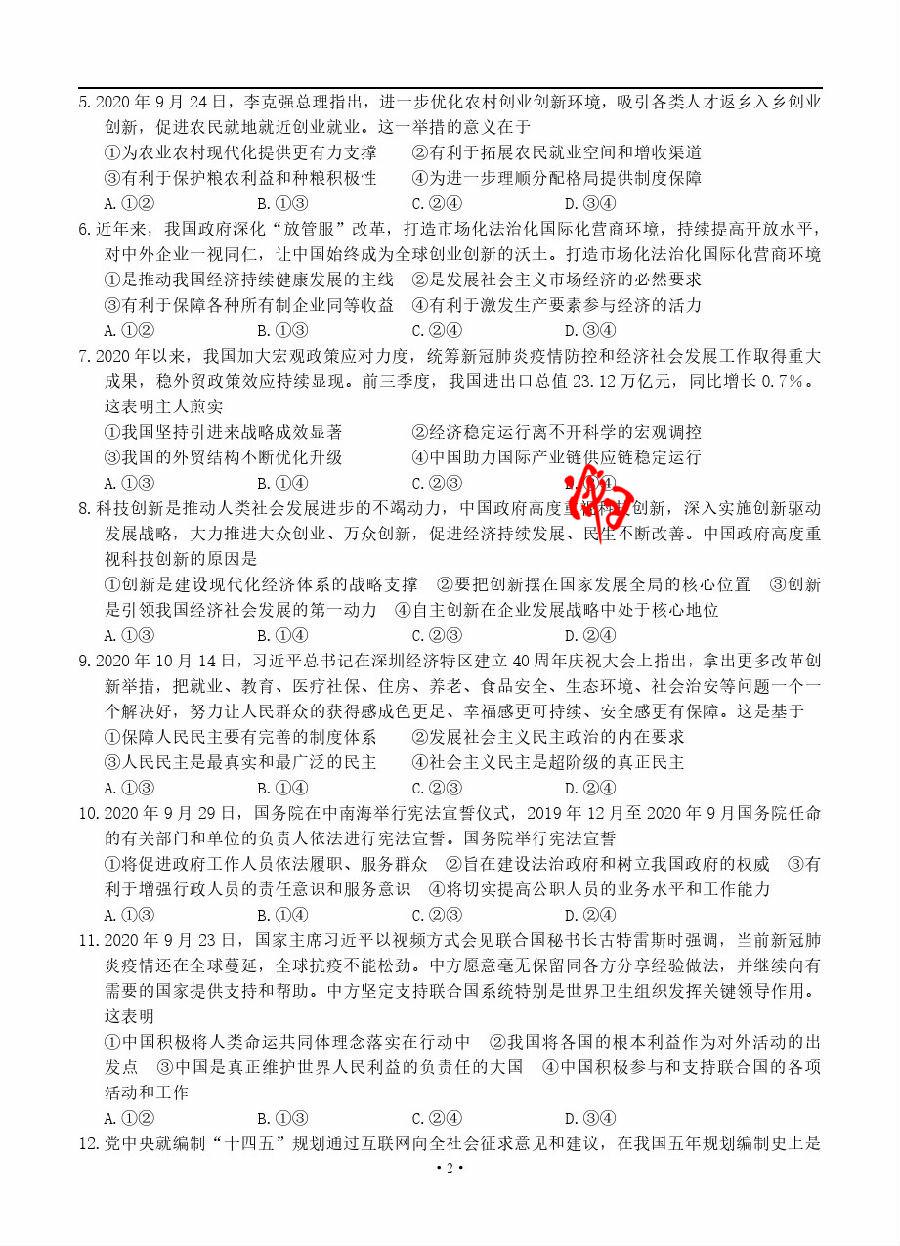 5. 2020 年 9 月 24 日，李克强总理指出，进一步优化农村创业创新环境，吸引各类人才返乡入乡创业
创新，促进农民就地就近创业就业。这一举措的意义在于
①为农业农村现代化提供更有力支撑 ②有利于拓展农民就业空间和增收渠道
③有利于保护粮农利益和种粮积极性 ④为进一步理顺分配格局提供制度保障
A. ①② B. ①③ C. ②④ D. ③④
6. 近年来，我国政府深化“放管服”改革，打造市场化法治化国际化营商环境，持续提高开放水平，
对中外企业一视同仁，让中国始终成为全球创业创新的沃土。打造市场化法治化国际化营商环境
①是推动我国经济持续健康发展的主线 ②是发展社会主义市场经济的必然要求
③有利于保障各种所有制企业同等收益 ④有利于激发生产要素参与经济的活力
A. ①② B. ①③ C. ②④ D. ③④
7. 2020 年以来，我国加大宏观政策应对力度，统筹新冠肺炎疫情防控和经济社会发展工作取得重大
成果，稳外贸政策效应持续显现。前三季度，我国进出口总值 23.12 万亿元，同比增长 0.7%。
这表明主人煎实
①我国坚持引进来战略成效显著 ②经济稳定运行离不开科学的宏观调控
③我国的外贸结构不断优化升级 ④中国助力国际产业链供应链稳定运行
A. ①③ B. ①④ C. ②③ D. ②④
8. 科技创新是推动人类社会发展进步的不竭动力，中国政府高度重视科技创新，深入实施创新驱动
发展战略，大力推进大众创业、万众创新，促进经济持续发展、民生不断改善。中国政府高度重
视科技创新的原因是
①创新是建设现代化经济体系的战略支撑 ②要把创新摆在国家发展全局的核心位置 ③创新
是引领我国经济社会发展的第一动力 ④自主创新在企业发展战略中处于核心地位
A. ①③ B. ①④ C. ②③ D. ②④
9. 2020 年 10 月 14 日，习近平总书记在深圳经济特区建立 40 周年庆祝大会上指出，拿出更多改革创
新举措，把就业、教育、医疗社保、住房、养老、食品安全、生态环境、社会治安等问题一个一
个解决好，努力让人民群众的获得感成色更足、幸福感更可持续、安全感更有保障。这是基于
①保障人民民主要有完善的制度体系 ②发展社会主义民主政治的内在要求
③人民民主是最真实和最广泛的民主 ④社会主义民主是超阶级的真正民主
A. ①③ B. ①④ C. ②③ D. ②④
10. 2020 年 9 月 29 日，国务院在中南海举行宪法宣誓仪式，2019 年 12 月至 2020 年 9 月国务院任命
的有关部门和单位的负责人依法进行宪法宣誓。国务院举行宪法宣誓
①将促进政府工作人员依法履职、服务群众 ②旨在建设法治政府和树立我国政府的权威 ③有
利于增强行政人员的责任意识和服务意识 ④将切实提高公职人员的业务水平和工作能力
A. ①③ B. ①④ C. ②③ D. ②④
11. 2020 年 9 月 23 日，国家主席习近平以视频方式会见联合国秘书长古特雷斯时强调，当前新冠肺
炎疫情还在全球蔓延，全球抗疫不能松劲。中方愿意毫无保留同各方分享经验做法，并继续向有
需要的国家提供支持和帮助。中方坚定支持联合国系统特别是世界卫生组织发挥关键领导作用。
这表明
①中国积极将人类命运共同体理念落实在行动中 ②我国将各国的根本利益作为对外活动的出
发点 ③中国是真正维护世界人民利益的负责任的大国 ④中国积极参与和支持联合国的各项
活动和工作
A. ①② B. ①③ C. ②④ D. ③④
12. 党中央就编制“十四五”规划通过互联网向全社会征求意见和建议，在我国五年规划编制史上是
• 2 •